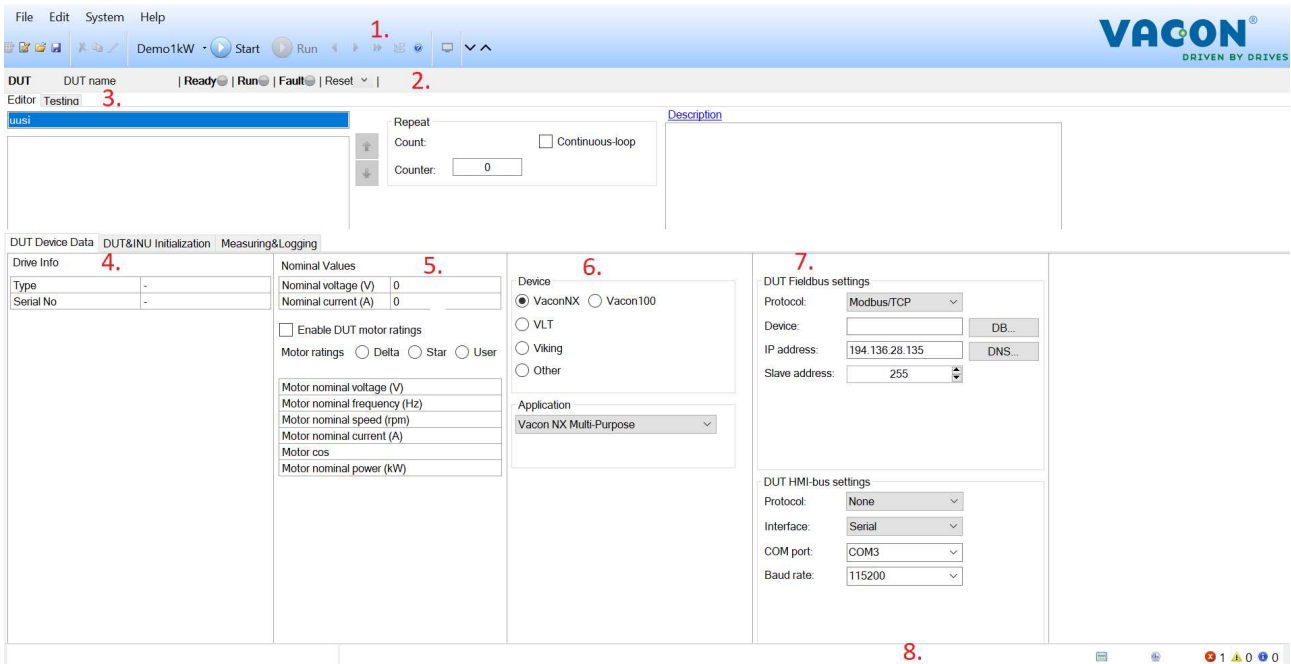 File Edit System Help
1.
VACON®
DRIVEN BY DRIVES
Demo1kW Start Run
DUT DUT name | Ready | Run | Fault | Reset |
2.
Editor Testing
3.
uusi
Repeat
Count: Continuous-loop
Counter: 0
Description
DUT Device Data DUT&INU Initialization Measuring&Logging
Drive Info
4.
Type -
Serial No -
Nominal Values
5.
Nominal voltage (V) 0
Nominal current (A) 0
Enable DUT motor ratings
Motor ratings Delta Star User
Motor nominal voltage (V)
Motor nominal frequency (Hz)
Motor nominal speed (rpm)
Motor nominal current (A)
Motor cos
Motor nominal power (kW)
6.
Device
VaconNX Vacon100
VLT
Viking
Other
Application
Vacon NX Multi-Purpose
7.
DUT Fieldbus settings
Protocol: Modbus/TCP
Device: DB...
IP address: 194.136.28.135 DNS...
Slave address: 255
DUT HMI-bus settings
Protocol: None
Interface: Serial
COM port: COM3
Baud rate: 115200
8.
1 0 0